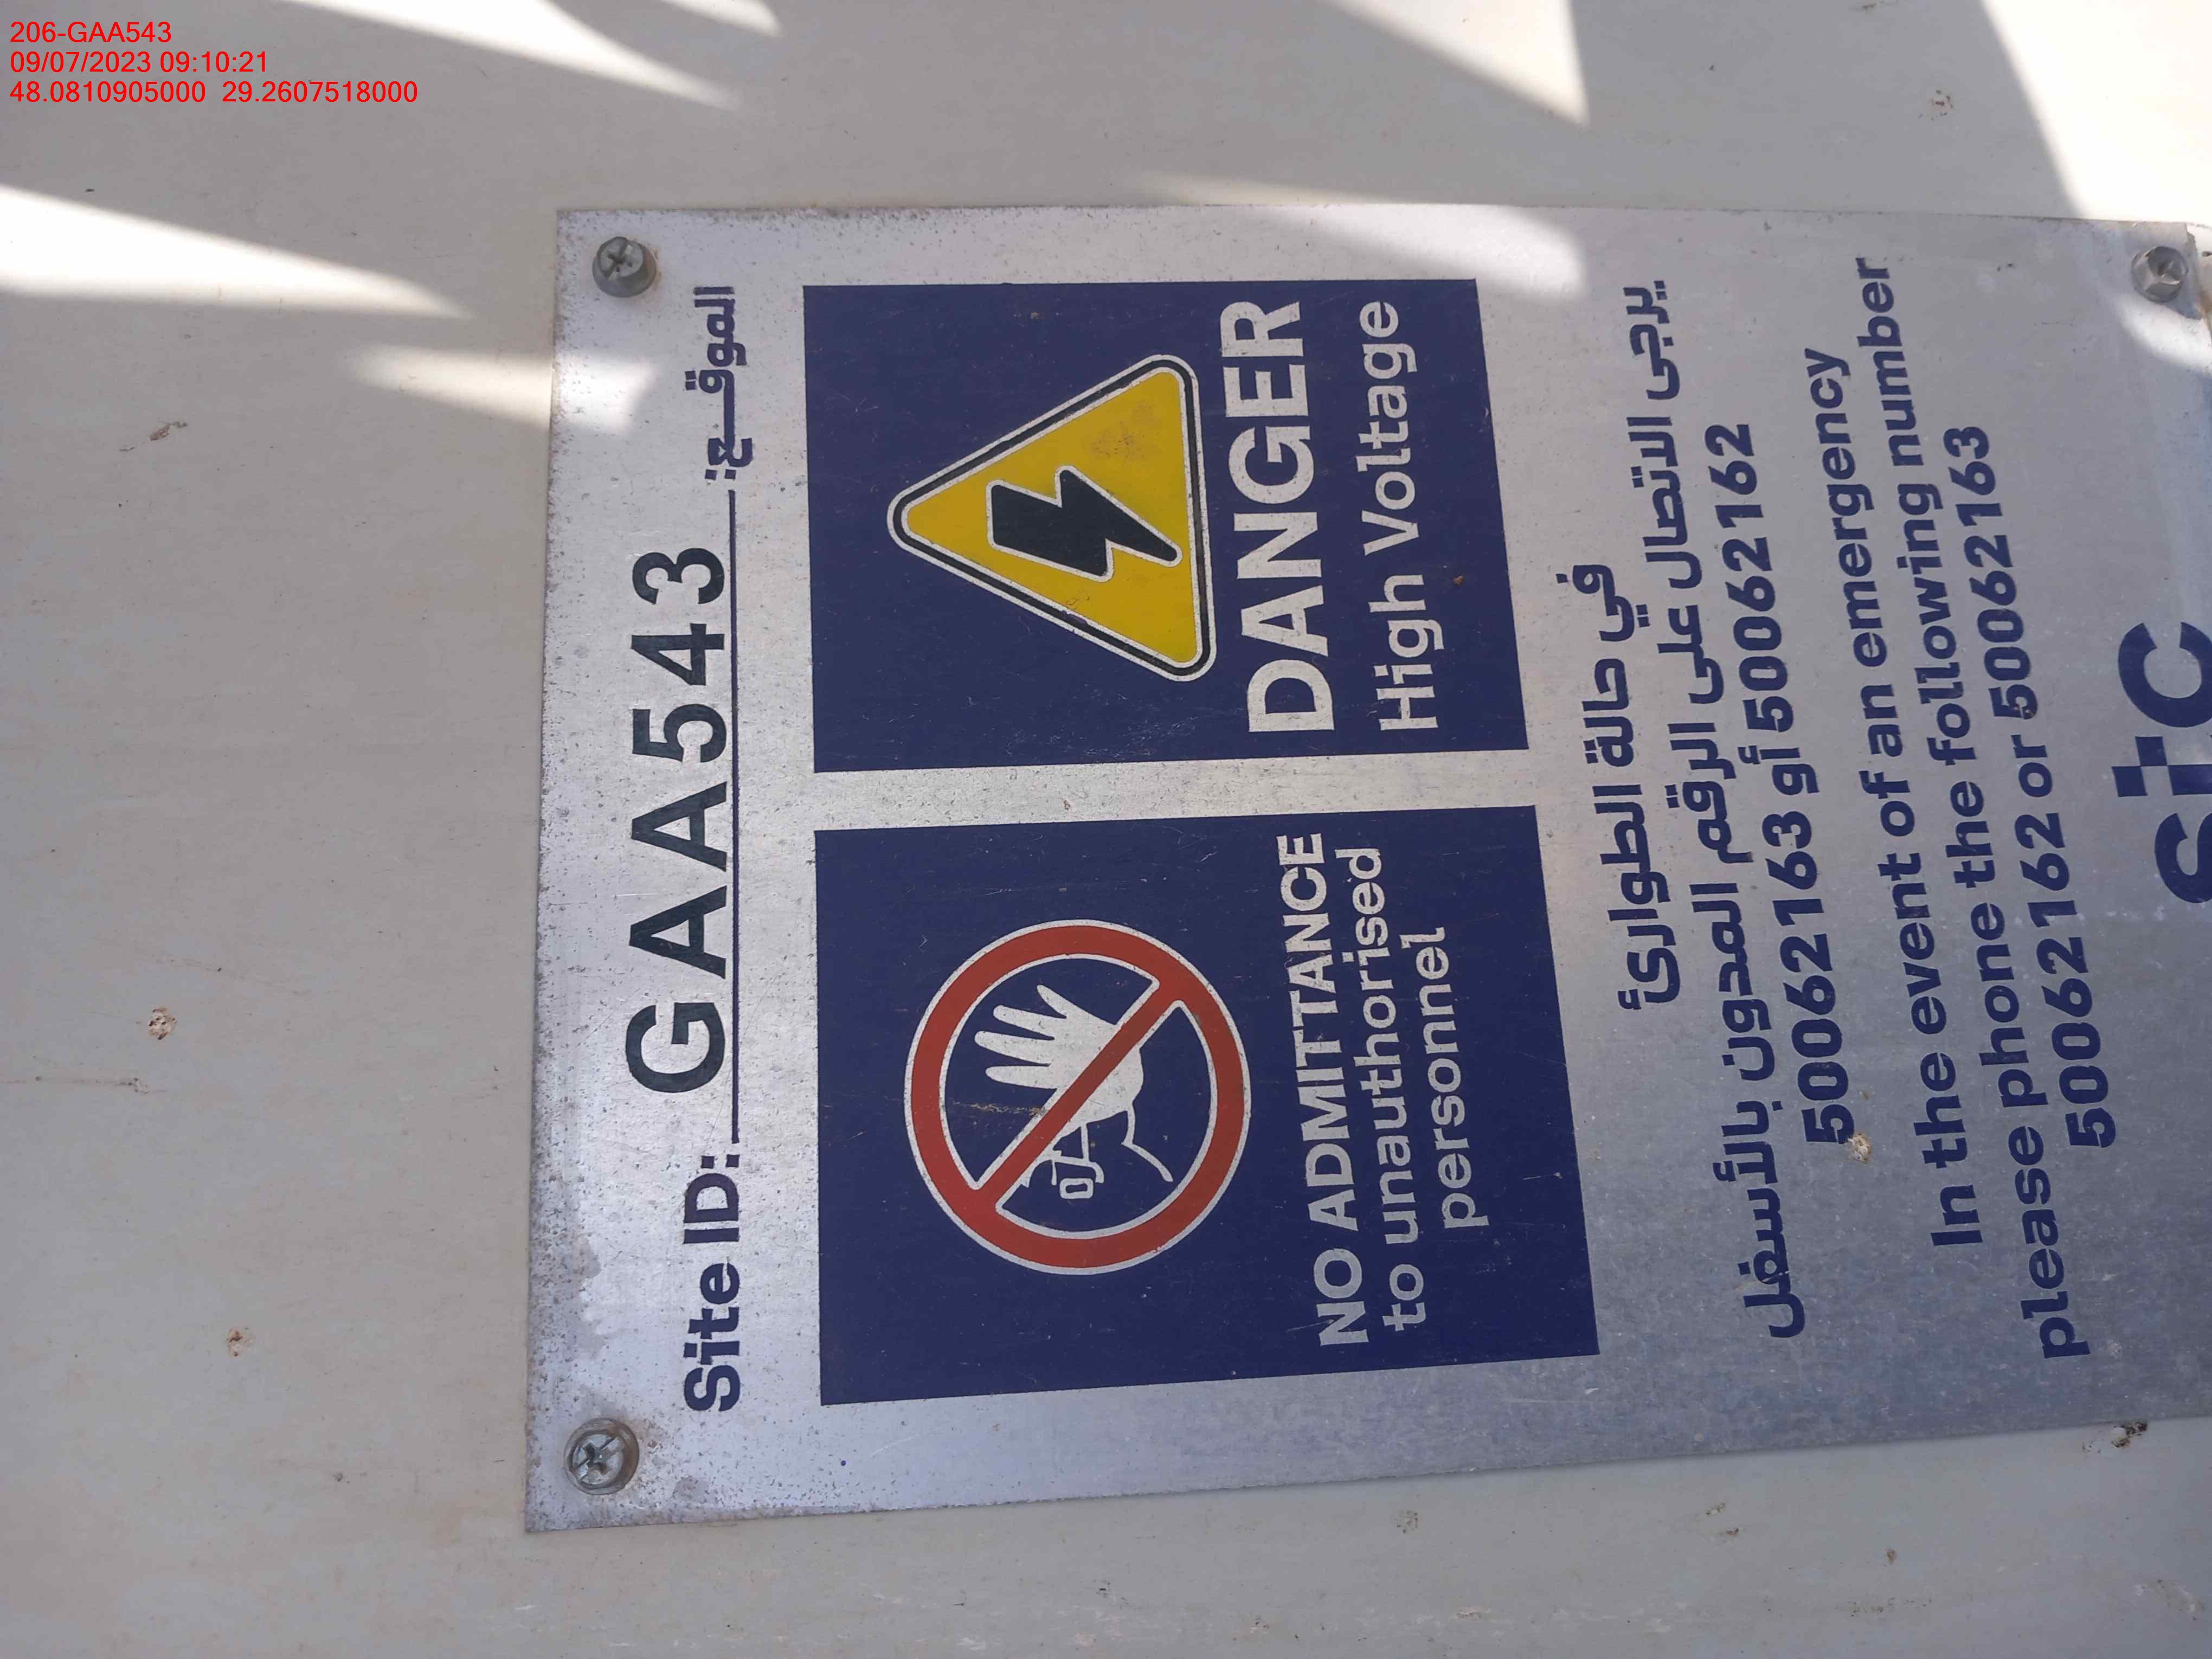 206-GAA543
09/07/2023 09:10:21
48.0810905000 29.2607518000
Site ID: GAA543 الموقع:
NO ADMITTANCE
to unauthorised
personnel
DANGER
High Voltage
في حالة الطوارئ
يرجى الاتصال على الرقم المدون بالأسفل
50062163 أو 50062162
In the event of an emergency
please phone the following number
50062162 or 50062163
stc